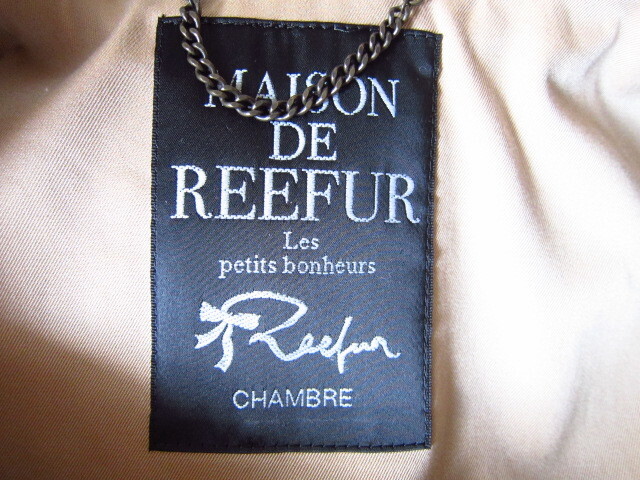 MAISON
DE
REEFUR
Les
petits bonheurs
Reefur
CHAMBRE